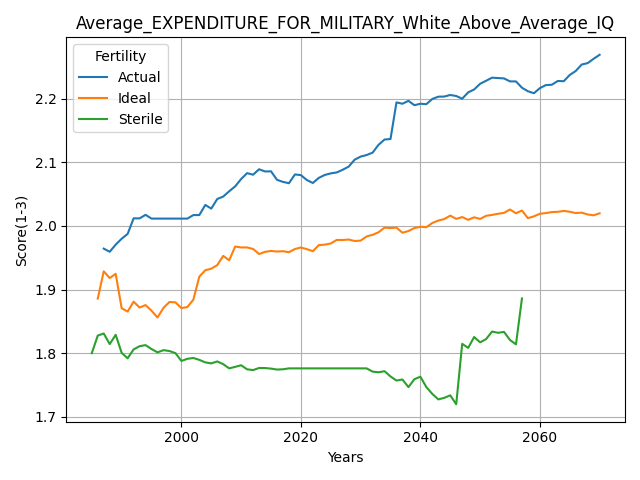 Average_EXPENDITURE_FOR_MILITARY_White_Above_Average_IQ
Fertility
Actual
Ideal
Sterile
2.2
2.1
2.0
1.9
1.8
1.7
Score(1-3)
2000
2020
2040
2060
Years